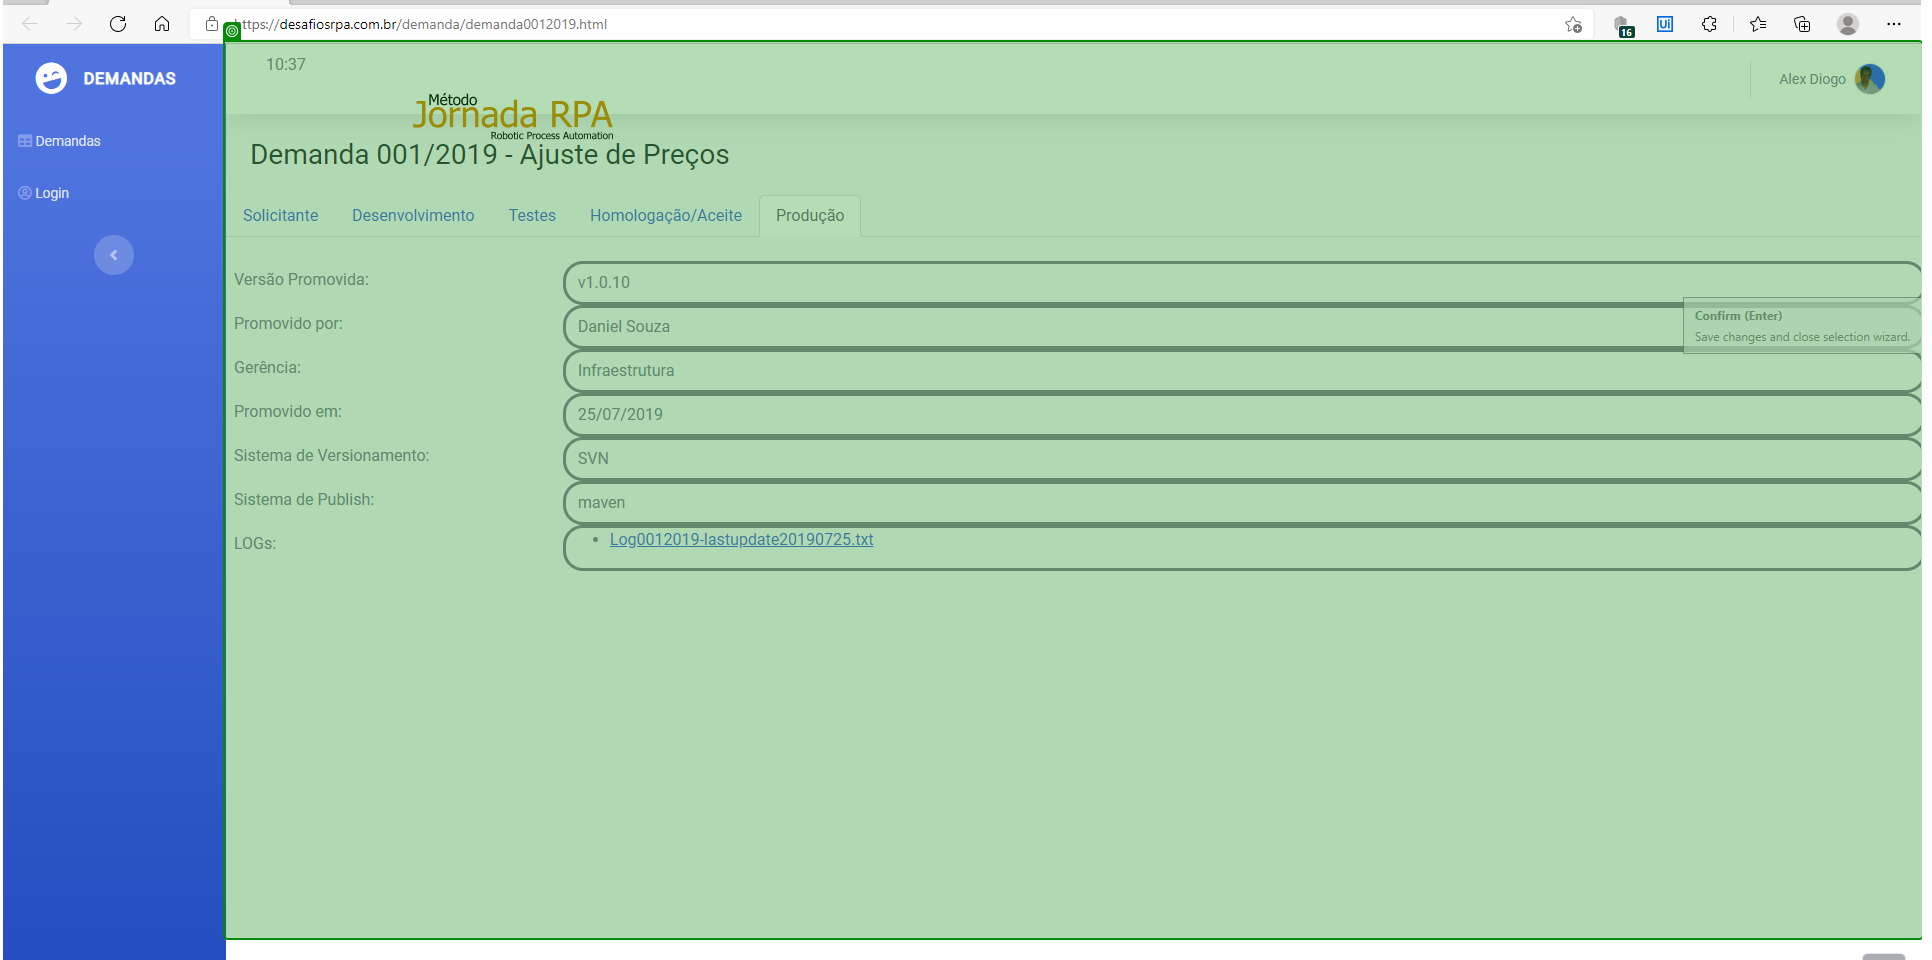 https://desafiosrpa.com.br/demanda/demanda0012019.html
16
Ui
DEMANDAS
Demandas
Login
10:37
Alex Diogo
Método
Jornada RPA
Robotic Process Automation
Demanda 001/2019 - Ajuste de Preços
Solicitante Desenvolvimento Testes Homologação/Aceite Produção
Versão Promovida: v1.0.10
Promovido por: Daniel Souza
Confirm (Enter)
Save changes and close selection wizard.
Gerência: Infraestrutura
Promovido em: 25/07/2019
Sistema de Versionamento: SVN
Sistema de Publish: maven
LOGs: • Log0012019-lastupdate20190725.txt